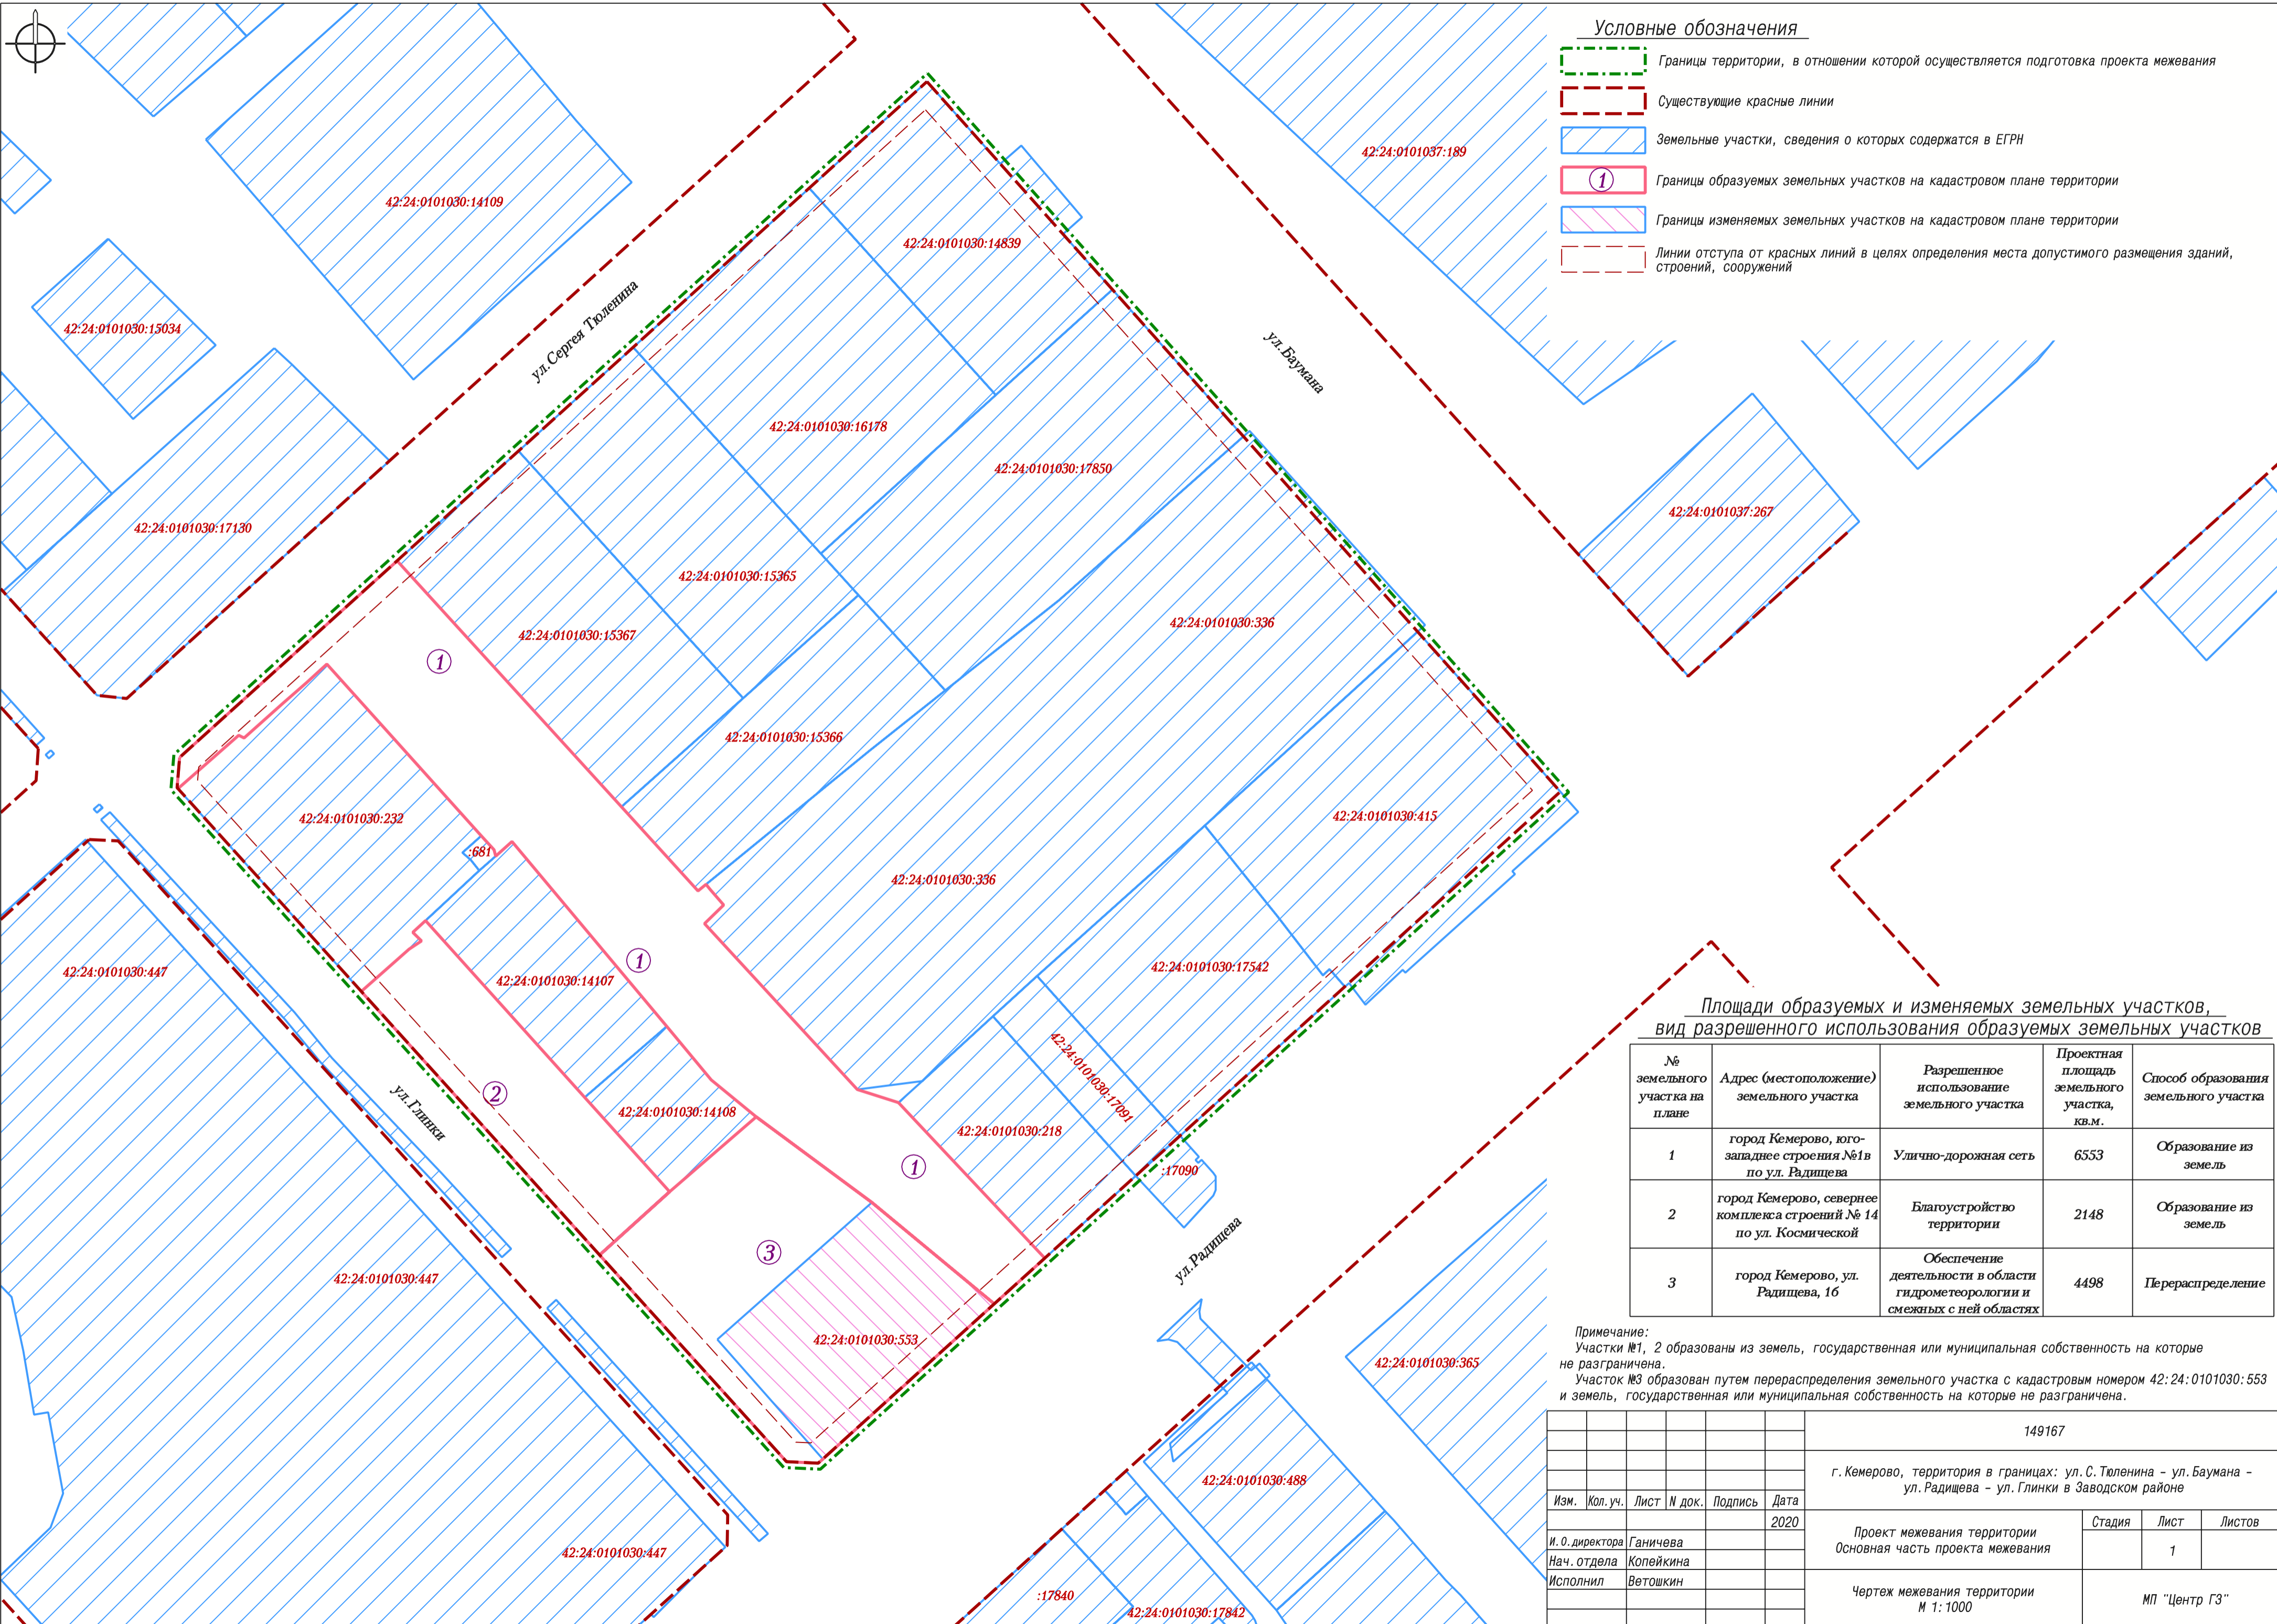 Условные обозначения
Границы территории, в отношении которой осуществляется подготовка проекта межевания
Существующие красные линии
Земельные участки, сведения о которых содержатся в ЕГРН
1
Границы образуемых земельных участков на кадастровом плане территории
Границы изменяемых земельных участков на кадастровом плане территории
Линии отступа от красных линий в целях определения места допустимого размещения зданий,
строений, сооружений
42:24:0101037:189
42:24:0101030:14109
42:24:0101030:14839
ул.Сергея Тюленина
42:24:0101030:15034
ул.Баумана
42:24:0101030:16178
42:24:0101030:17850
42:24:0101037:267
42:24:0101030:17130
42:24:0101030:15365
42:24:0101030:336
42:24:0101030:15367
1
42:24:0101030:15366
42:24:0101030:232
42:24:0101030:415
:681
42:24:0101030:336
1
42:24:0101030:447
42:24:0101030:14107
42:24:0101030:17542
42:24:0101030:17091
2
ул.Глинки
42:24:0101030:14108
42:24:0101030:218
1
:17090
3
ул.Радищева
42:24:0101030:447
42:24:0101030:553
42:24:0101030:365
42:24:0101030:488
42:24:0101030:447
:17840
42:24:0101030:17842
Площади образуемых и изменяемых земельных участков,
вид разрешенного использования образуемых земельных участков
№ земельного участка на плане
Адрес (местоположение) земельного участка
Разрешенное использование земельного участка
Проектная площадь земельного участка, кв.м.
Способ образования земельного участка
1
город Кемерово, юго-западнее строения №1в по ул. Радищева
Улично-дорожная сеть
6553
Образование из земель
2
город Кемерово, севернее комплекса строений № 14 по ул. Космической
Благоустройство территории
2148
Образование из земель
3
город Кемерово, ул. Радищева, 1б
Обеспечение деятельности в области гидрометеорологии и смежных с ней областях
4498
Перераспределение
Примечание:
Участки №1, 2 образованы из земель, государственная или муниципальная собственность на которые
не разграничена.
Участок №3 образован путем перераспределения земельного участка с кадастровым номером 42:24:0101030:553
и земель, государственная или муниципальная собственность на которые не разграничена.
149167
г.Кемерово, территория в границах: ул.С.Тюленина - ул.Баумана -
ул.Радищева - ул.Глинки в Заводском районе
Изм. Кол.уч. Лист N док. Подпись Дата
2020
И.О.директора Ганичева
Нач.отдела Копейкина
Исполнил Ветошкин
Проект межевания территории
Основная часть проекта межевания
Стадия Лист Листов
1
Чертеж межевания территории
М 1:1000
МП "Центр ГЗ"